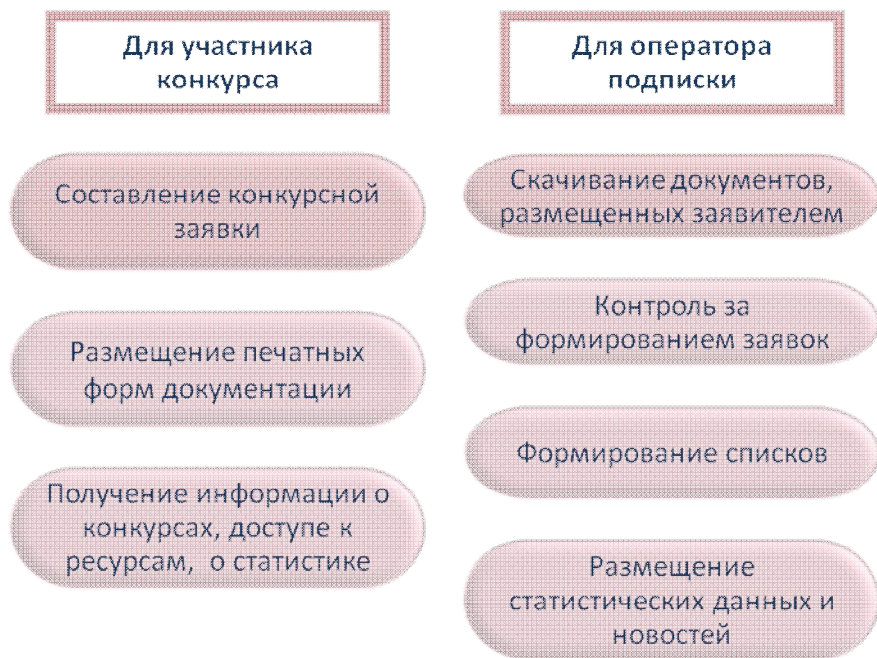 Для участника
конкурса
Составление конкурсной
заявки
Размещение печатных
форм документации
Получение информации о
конкурсах, доступе к
ресурсам, о статистике
Для оператора
подписки
Скачивание документов,
размещенных заявителем
Контроль за
формированием заявок
Формирование списков
Размещение
статистических данных и
новостей